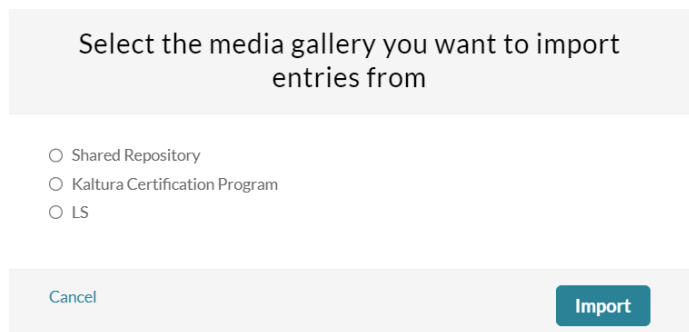 Select the media gallery you want to import
entries from
Shared Repository
Kaltura Certification Program
LS
Cancel
Import